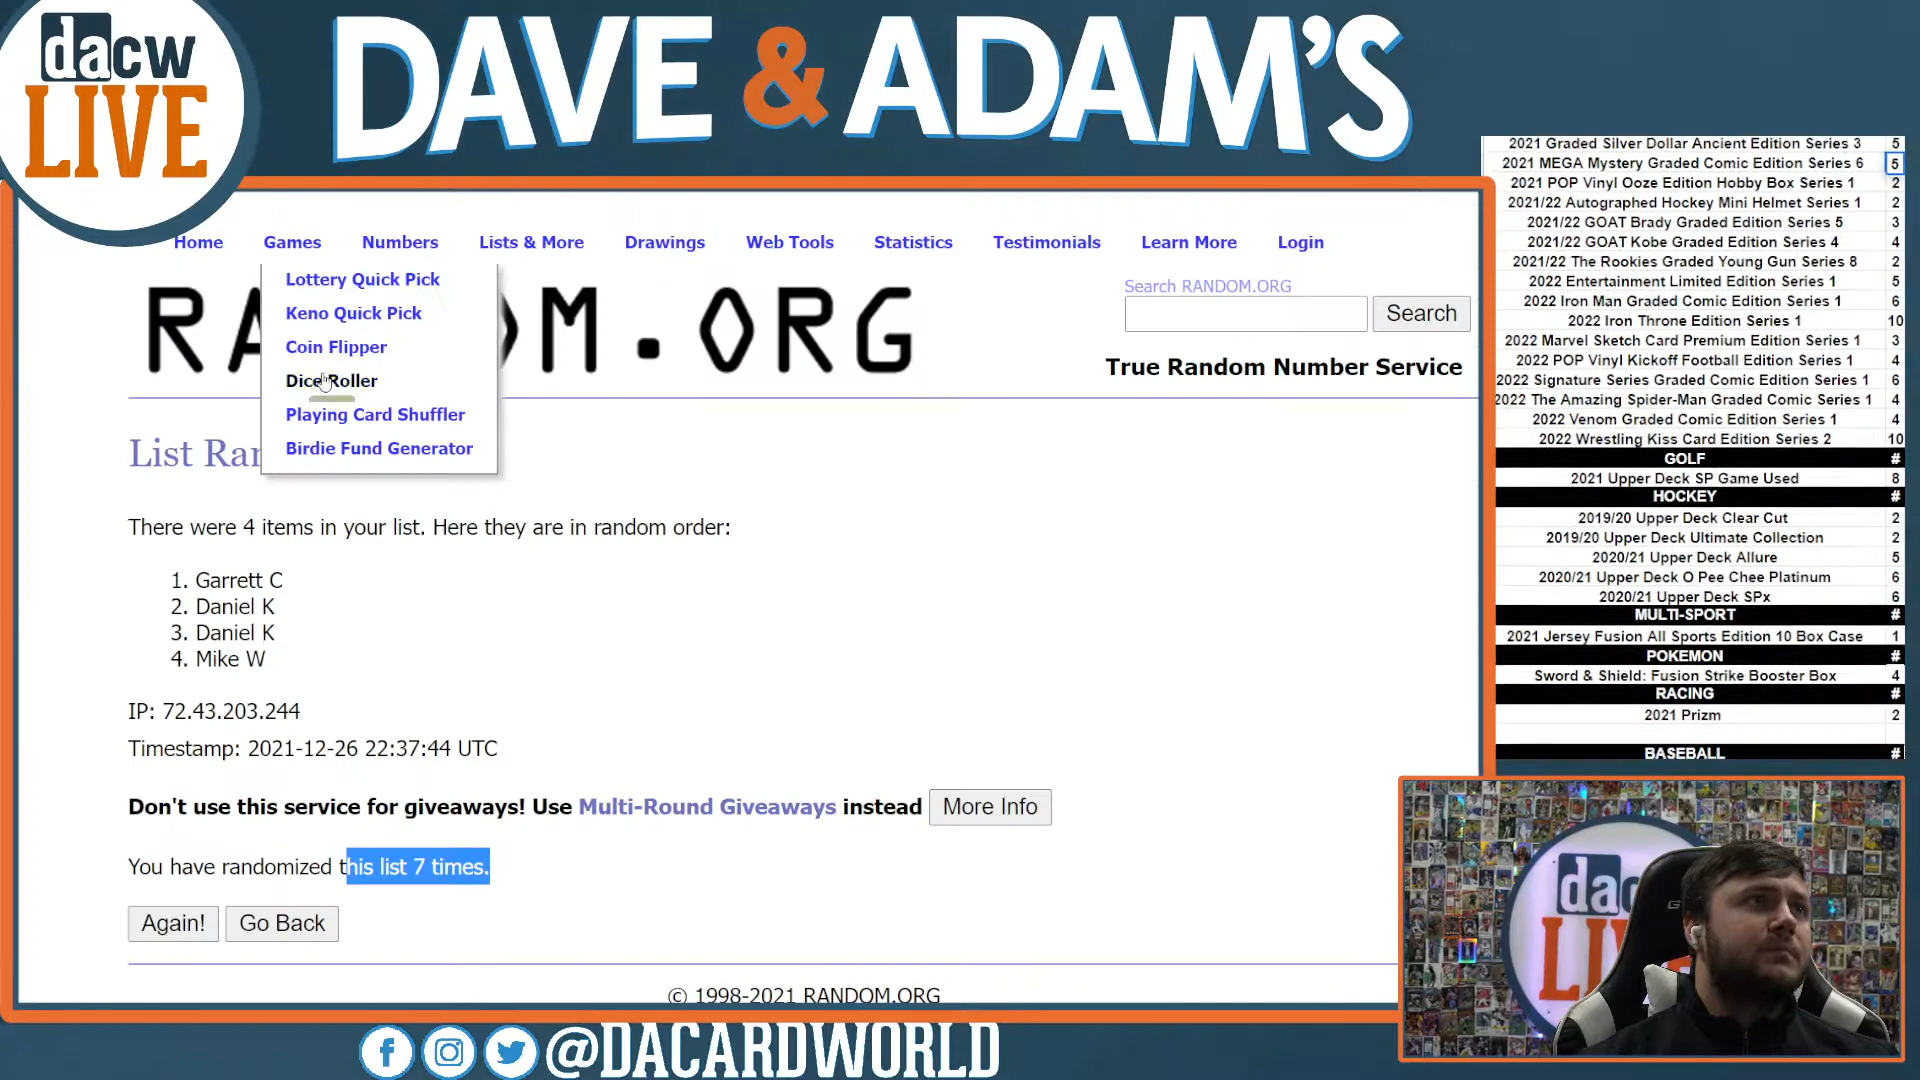 dacw
LIVE
DAVE & ADAM'S
Home Games Numbers Lists & More Drawings Web Tools Statistics Testimonials Learn More Login
Lottery Quick Pick
Keno Quick Pick
Coin Flipper
Dice Roller
Playing Card Shuffler
Birdie Fund Generator
Search RANDOM.ORG
Search
True Random Number Service
There were 4 items in your list. Here they are in random order:
1. Garrett C
2. Daniel K
3. Daniel K
4. Mike W
IP: 72.43.203.244
Timestamp: 2021-12-26 22:37:44 UTC
Don't use this service for giveaways! Use Multi-Round Giveaways instead More Info
You have randomized this list 7 times.
Again! Go Back
© 1998-2021 RANDOM.ORG
2021 Graded Silver Dollar Ancient Edition Series 3 5
2021 MEGA Mystery Graded Comic Edition Series 6 5
2021 POP Vinyl Ooze Edition Hobby Box Series 1 2
2021/22 Autographed Hockey Mini Helmet Series 1 2
2021/22 GOAT Brady Graded Edition Series 5 3
2021/22 GOAT Kobe Graded Edition Series 4 4
2021/22 The Rookies Graded Young Gun Series 8 2
2022 Entertainment Limited Edition Series 1 5
2022 Iron Man Graded Comic Edition Series 1 6
2022 Iron Throne Edition Series 1 10
2022 Marvel Sketch Card Premium Edition Series 1 3
2022 POP Vinyl Kickoff Football Edition Series 1 4
2022 Signature Series Graded Comic Edition Series 1 6
2022 The Amazing Spider-Man Graded Comic Series 1 4
2022 Venom Graded Comic Edition Series 1 4
2022 Wrestling Kiss Card Edition Series 2 10
GOLF #
2021 Upper Deck SP Game Used 8
HOCKEY #
2019/20 Upper Deck Clear Cut 2
2019/20 Upper Deck Ultimate Collection 2
2020/21 Upper Deck Allure 5
2020/21 Upper Deck O Pee Chee Platinum 6
2020/21 Upper Deck SPx 6
MULTI-SPORT #
2021 Jersey Fusion All Sports Edition 10 Box Case 1
POKEMON #
Sword & Shield: Fusion Strike Booster Box 4
RACING #
2021 Prizm 2
BASEBALL #
@DACARDWORLD